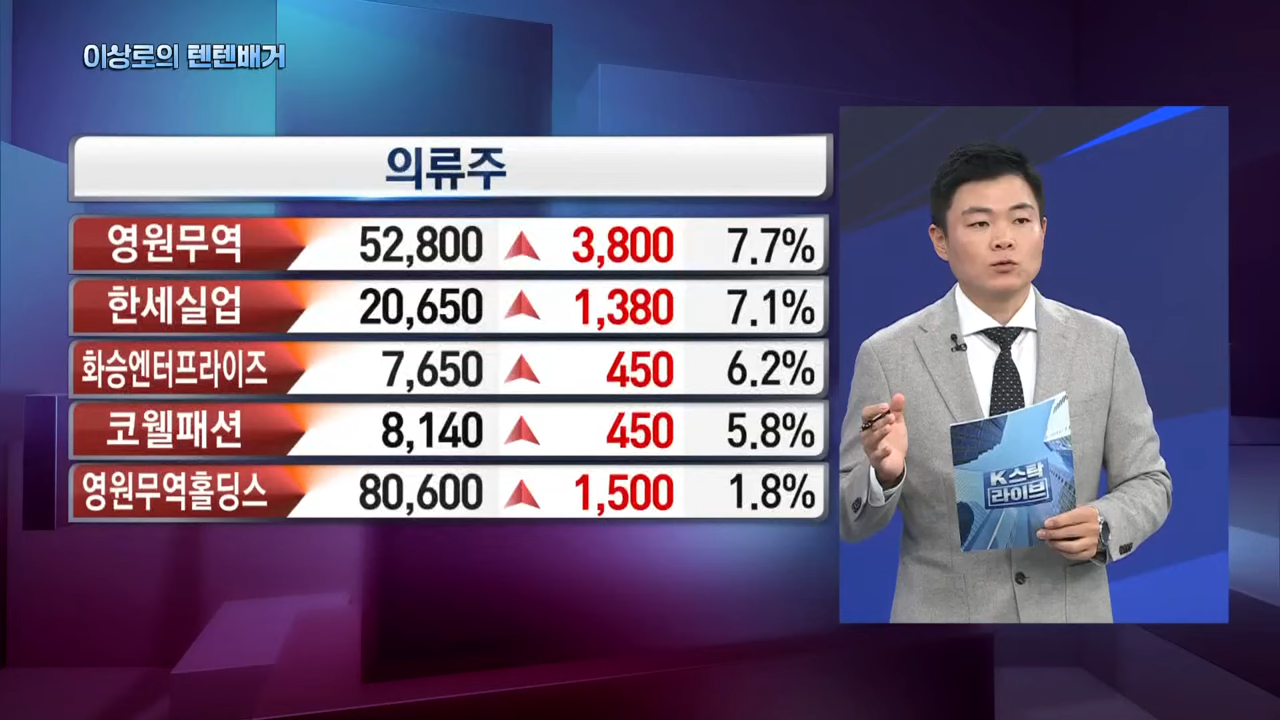 이상로의 텐텐배거
의류주
영원무역 52,800 ▲ 3,800 7.7%
한세실업 20,650 ▲ 1,380 7.1%
화승엔터프라이즈 7,650 ▲ 450 6.2%
코웰패션 8,140 ▲ 450 5.8%
영원무역홀딩스 80,600 ▲ 1,500 1.8%
K스탁
라이브